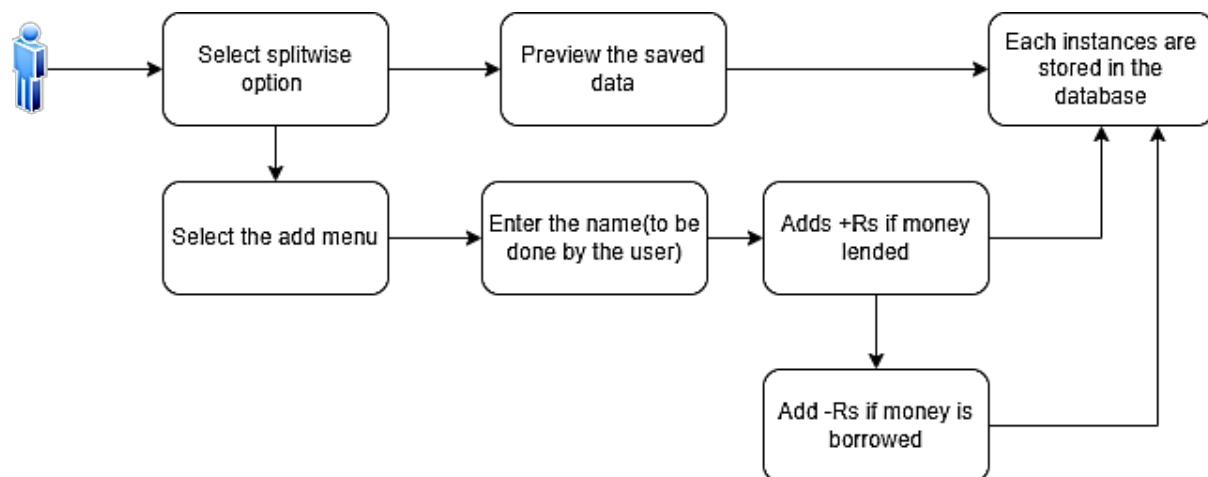 Select splitwise
option
Preview the saved
data
Each instances are
stored in the
database
Select the add menu
Enter the name(to be
done by the user)
Adds +Rs if money
lended
Add -Rs if money is
borrowed